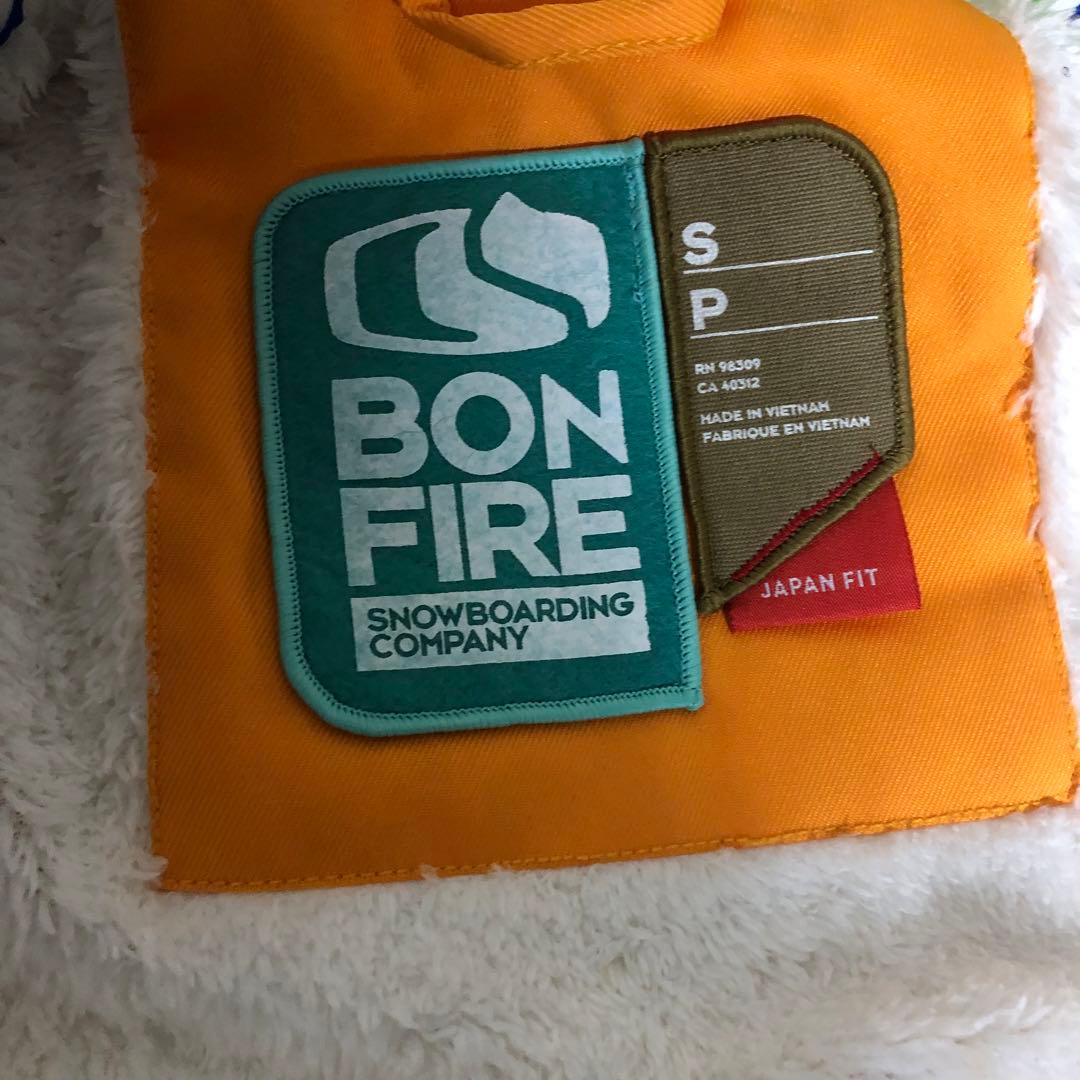 BON
FIRE
SNOWBOARDING
COMPANY
S
P
RN 98309
CA 40312
MADE IN VIETNAM
FABRIQUE EN VIETNAM
JAPAN FIT